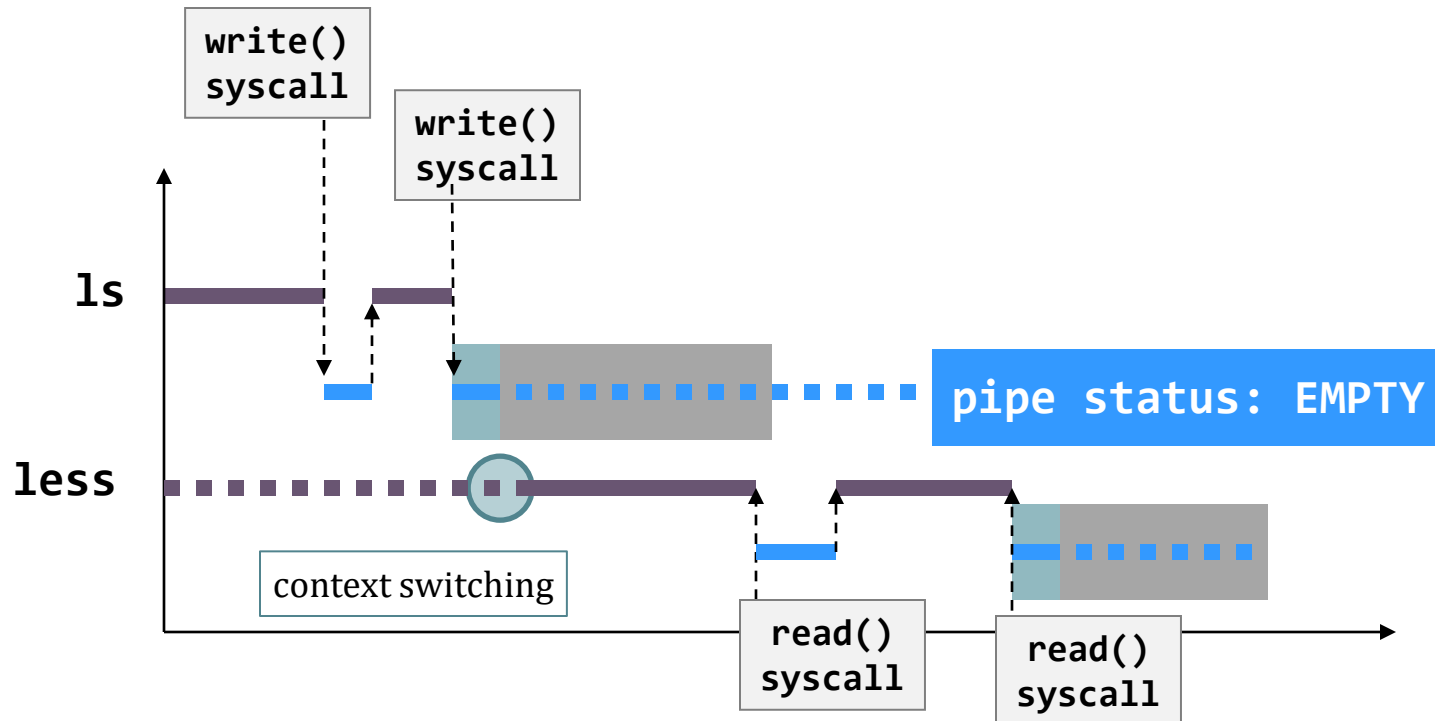 write()
syscall
write()
syscall
ls
pipe status: EMPTY
less
context switching
read()
syscall
read()
syscall